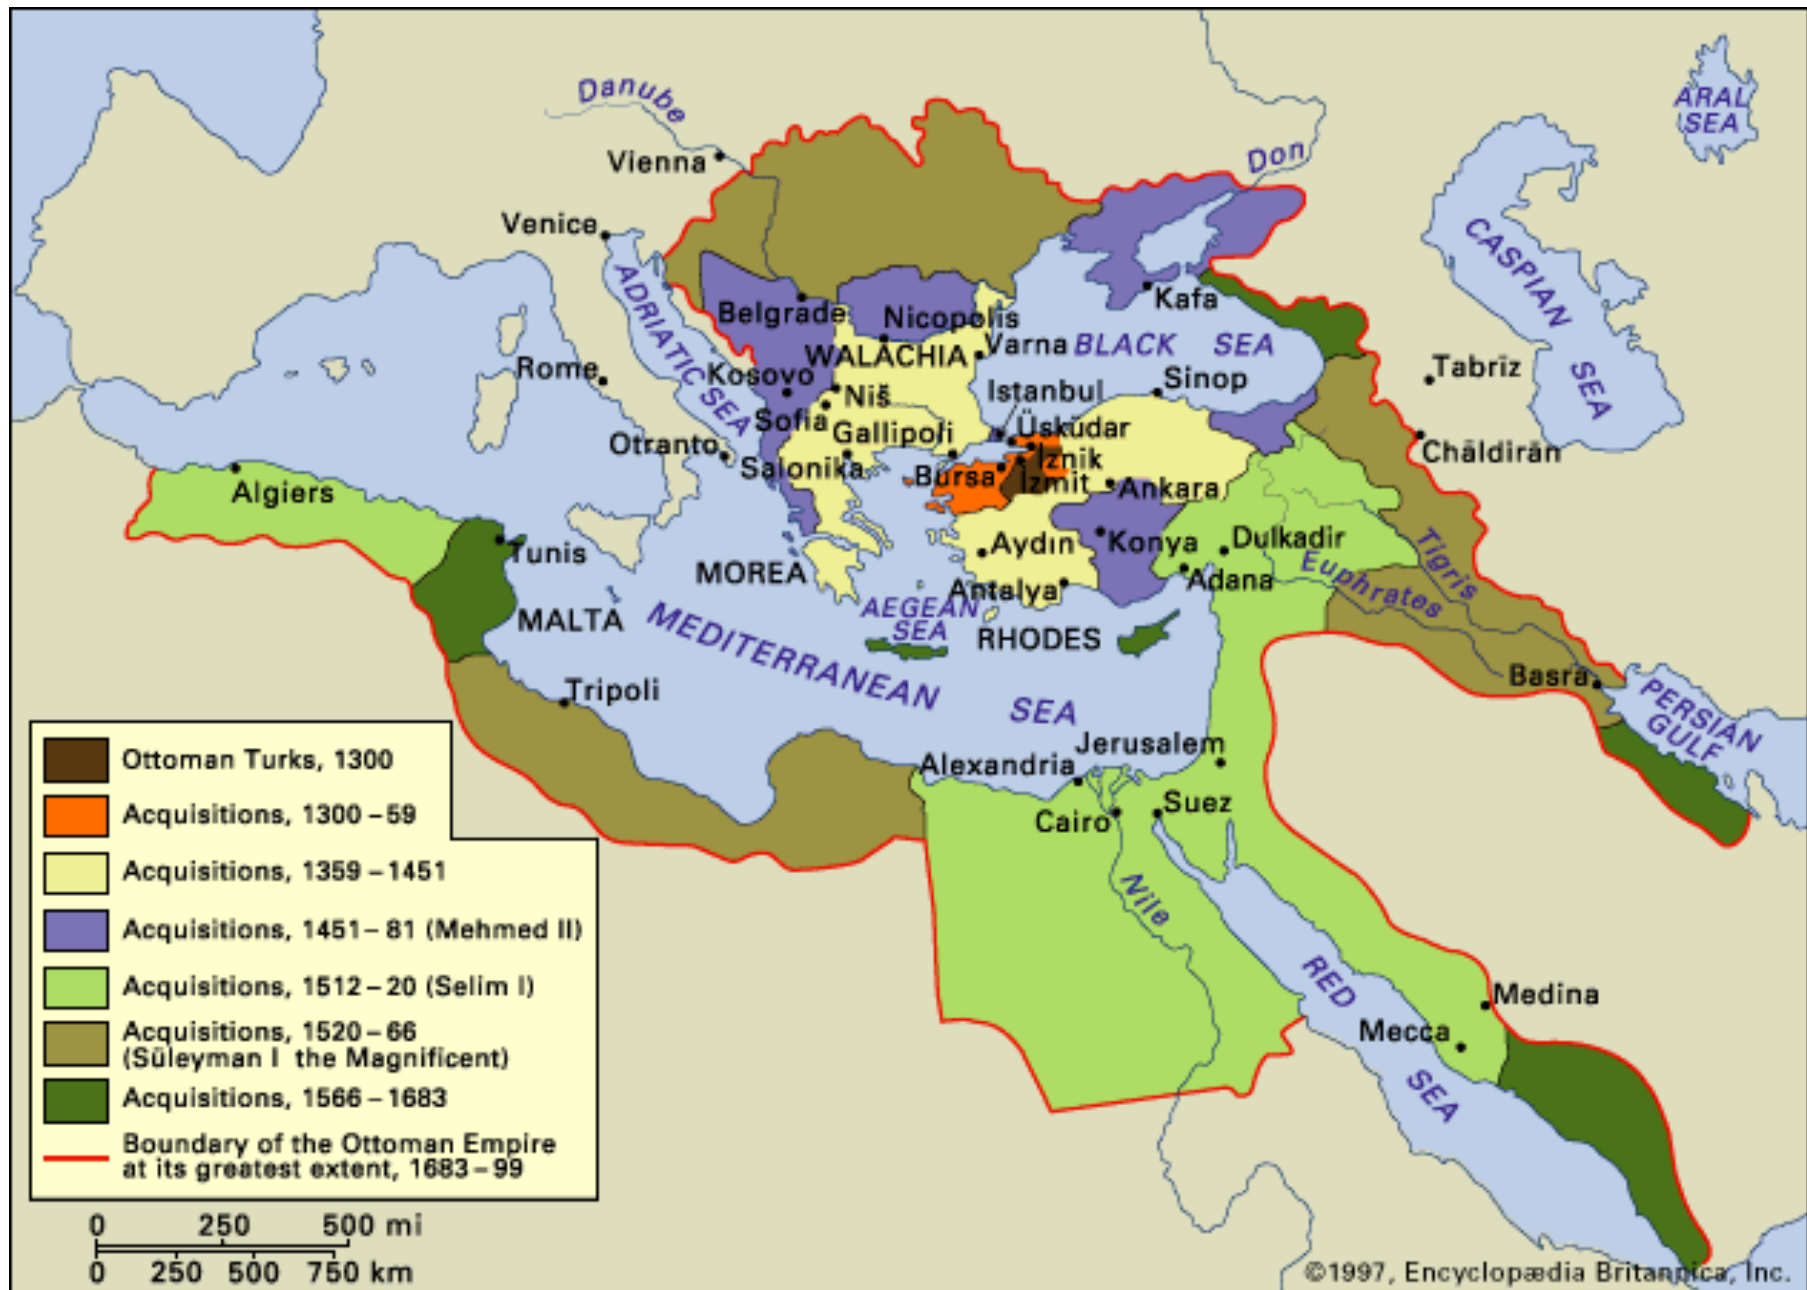 ARAL
SEA
Danube
Vienna
Don
Venice
CASPIAN
SEA
ADRIATIC SEA
Belgrade
Nicopolis
Kafa
WALACHIA
Varna
BLACK SEA
Rome
Kosovo
Niš
Istanbul
Sinop
Tabrīz
Sofia
Gallipoli
Üsküdar
Otranto
Salonika
Bursa
İznik
İzmit
Ankara
Chāldirān
Algiers
Tunis
MOREA
Aydın
Konya
Dulkadir
Tigris
Antalya
Adana
Euphrates
MALTA
AEGEAN
SEA
RHODES
MEDITERRANEAN SEA
Tripoli
Basra
PERSIAN
GULF
Jerusalem
Alexandria
Cairo
Suez
Nile
RED
SEA
Medina
Mecca
Ottoman Turks, 1300
Acquisitions, 1300–59
Acquisitions, 1359–1451
Acquisitions, 1451–81 (Mehmed II)
Acquisitions, 1512–20 (Selim I)
Acquisitions, 1520–66
(Süleyman I the Magnificent)
Acquisitions, 1566–1683
Boundary of the Ottoman Empire
at its greatest extent, 1683–99
0 250 500 mi
0 250 500 750 km
©1997, Encyclopædia Britannica, Inc.